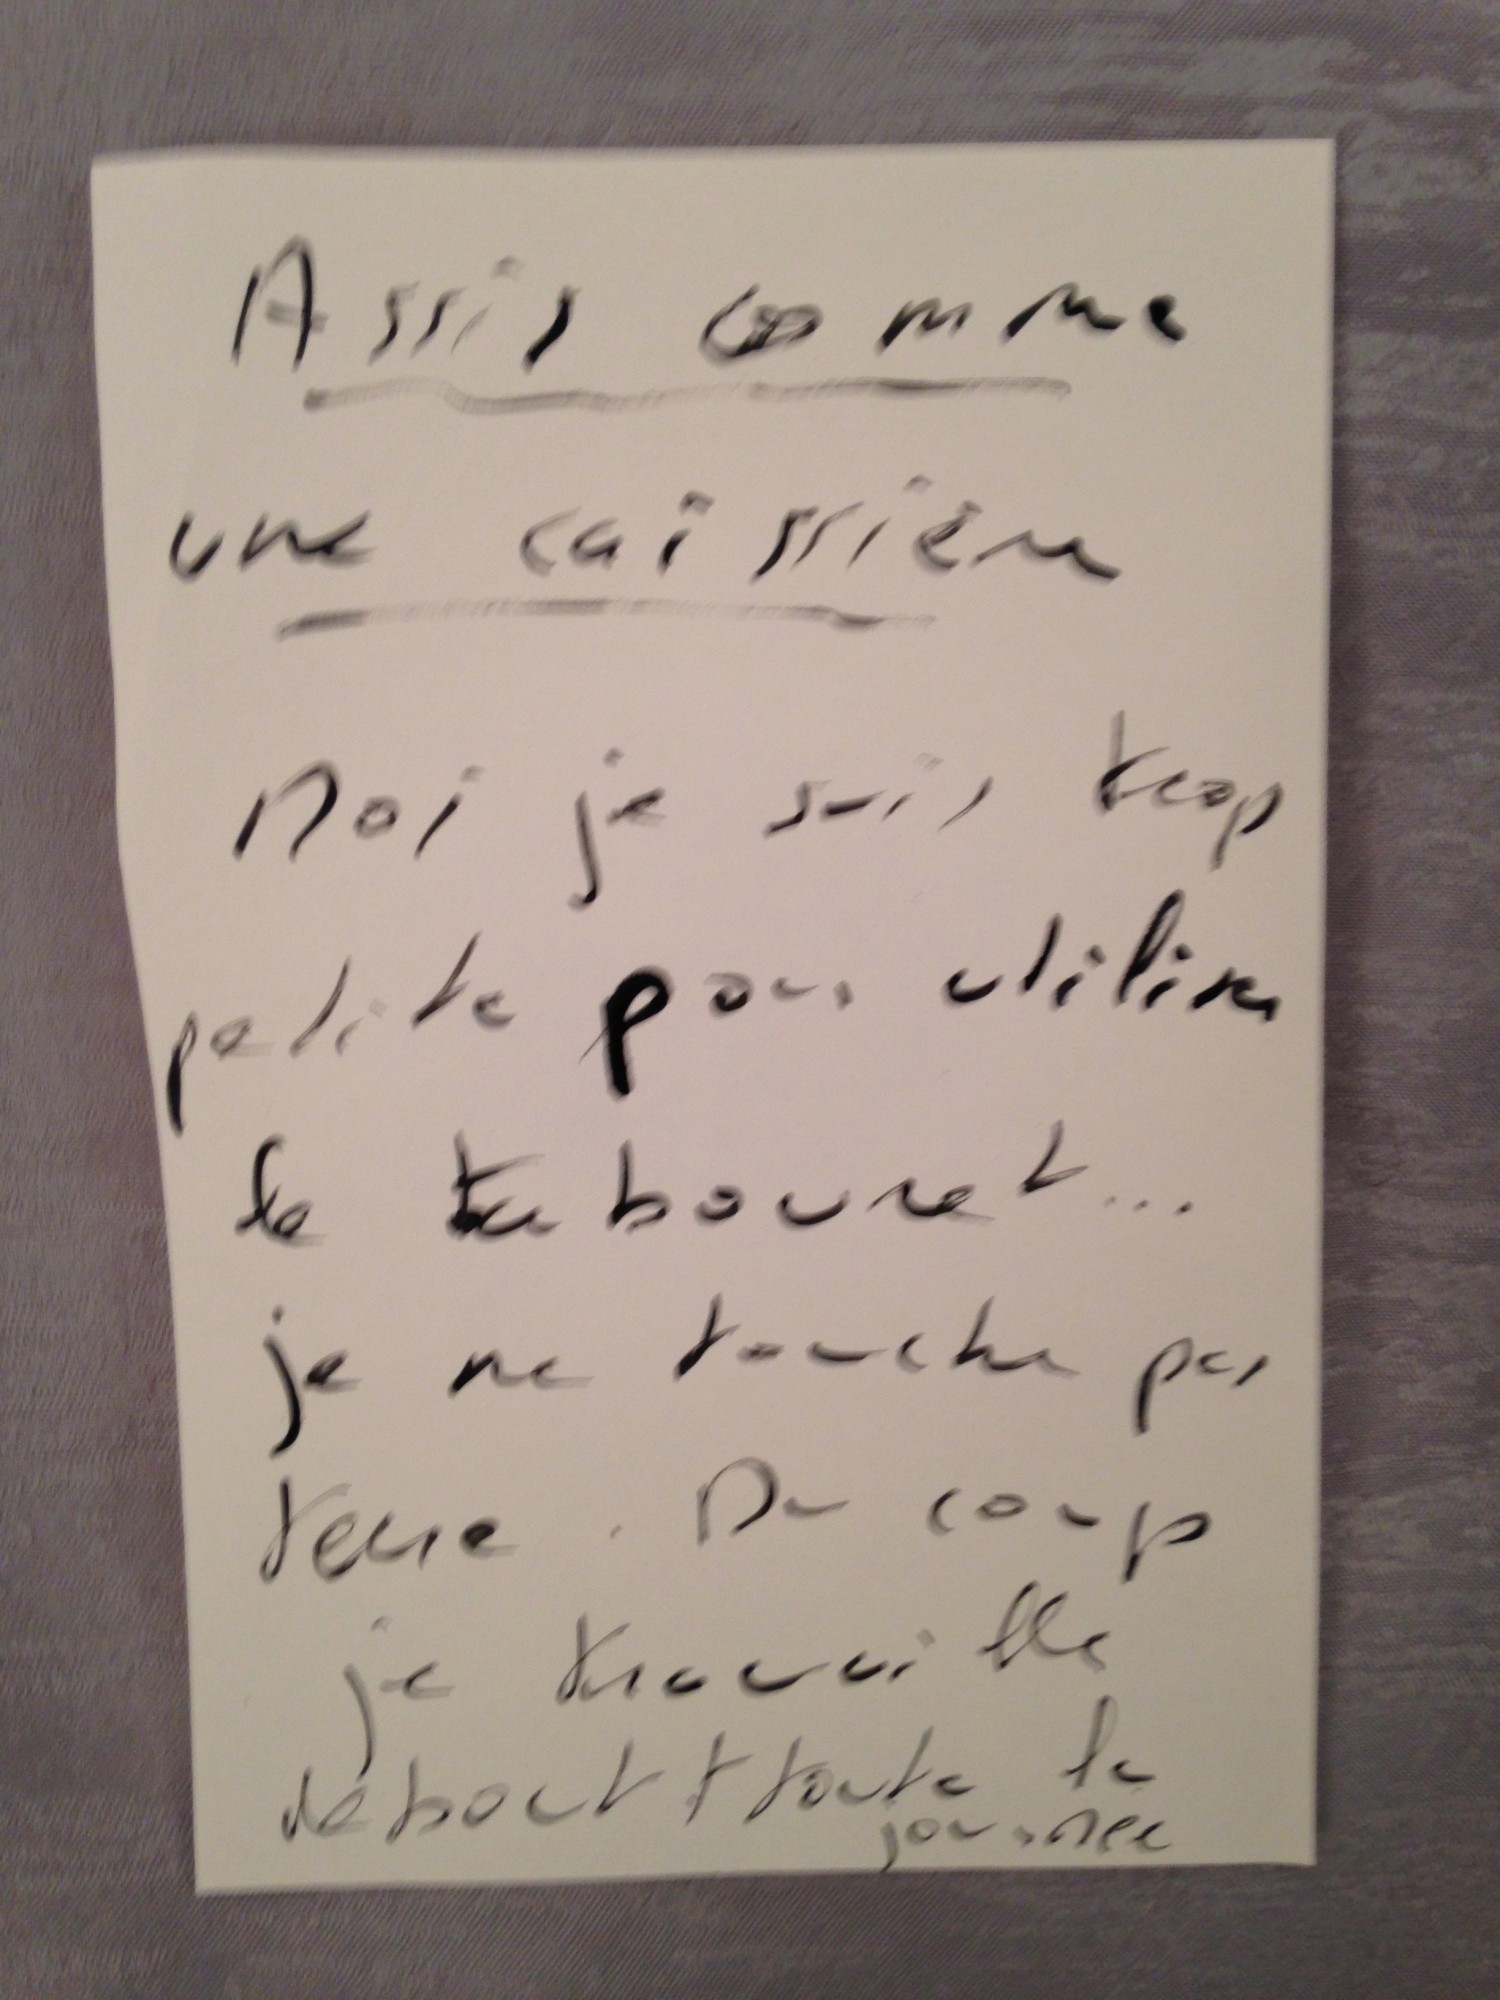 Assis comme
une caissière
Moi je suis trop
petite pour utiliser
le tabouret...
je ne touche pas
terre. Du coup
je travaille
debout toute la
journée